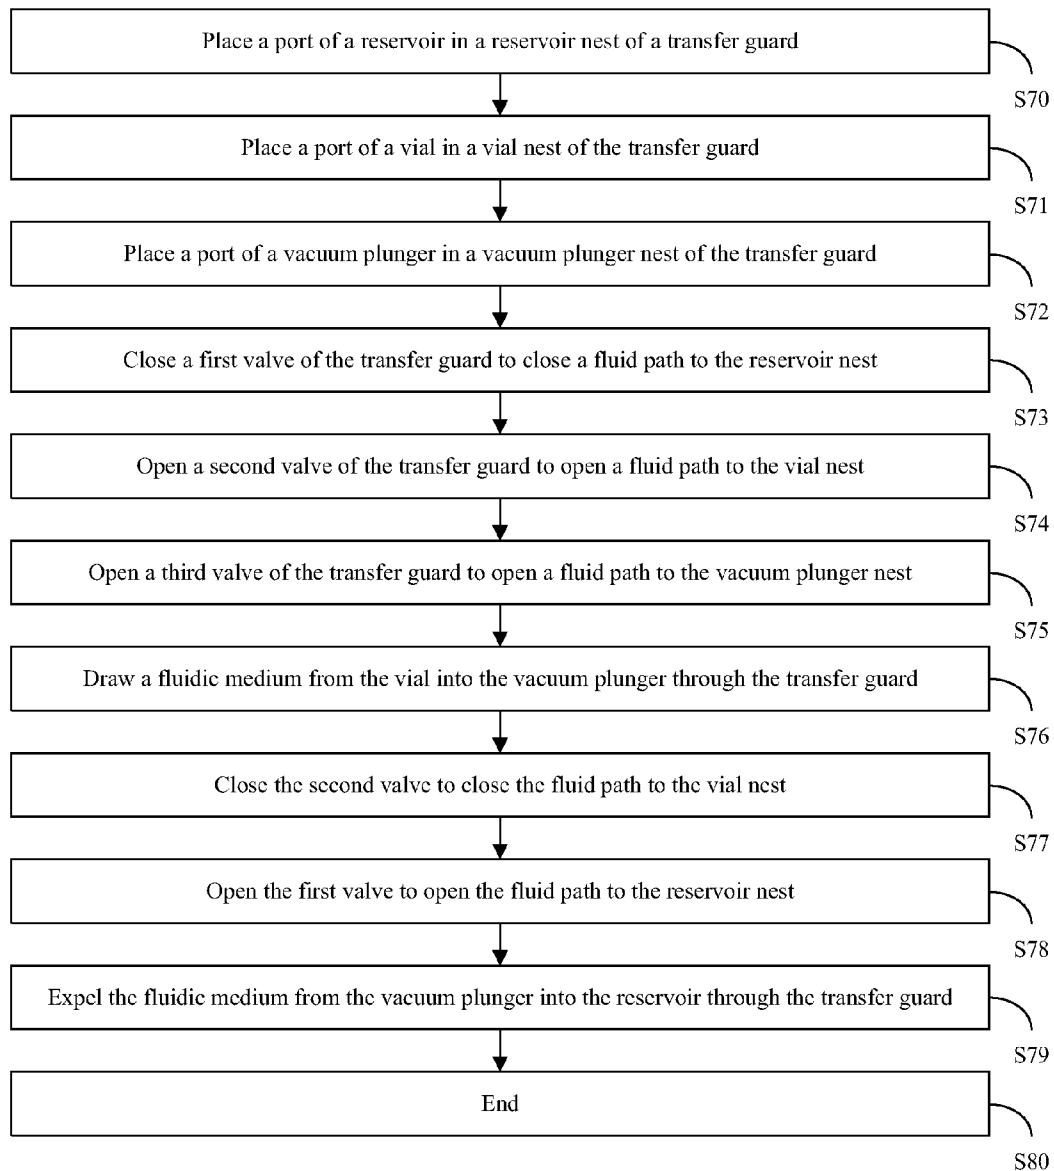 Place a port of a reservoir in a reservoir nest of a transfer guard
S70
Place a port of a vial in a vial nest of the transfer guard
S71
Place a port of a vacuum plunger in a vacuum plunger nest of the transfer guard
S72
Close a first valve of the transfer guard to close a fluid path to the reservoir nest
S73
Open a second valve of the transfer guard to open a fluid path to the vial nest
S74
Open a third valve of the transfer guard to open a fluid path to the vacuum plunger nest
S75
Draw a fluidic medium from the vial into the vacuum plunger through the transfer guard
S76
Close the second valve to close the fluid path to the vial nest
S77
Open the first valve to open the fluid path to the reservoir nest
S78
Expel the fluidic medium from the vacuum plunger into the reservoir through the transfer guard
S79
End
S80